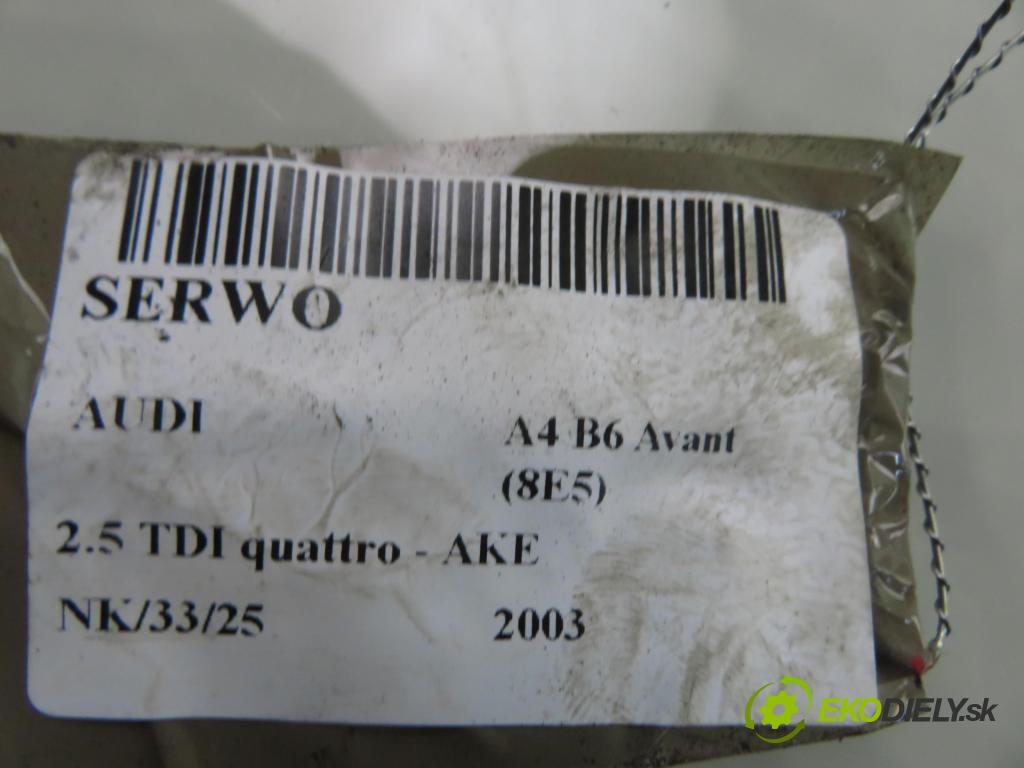 SERWO
AUDI
A4 B6 Avant
(8E5)
2.5 TDI quattro - AKE
NK/33/25
2003
EKODIELY.sk